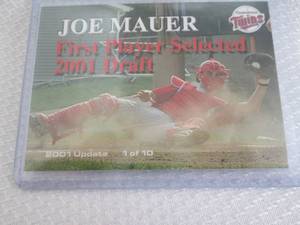 JOE MAUER
First Player Selected
2001 Draft
Twins
2001 Update 1 of 10